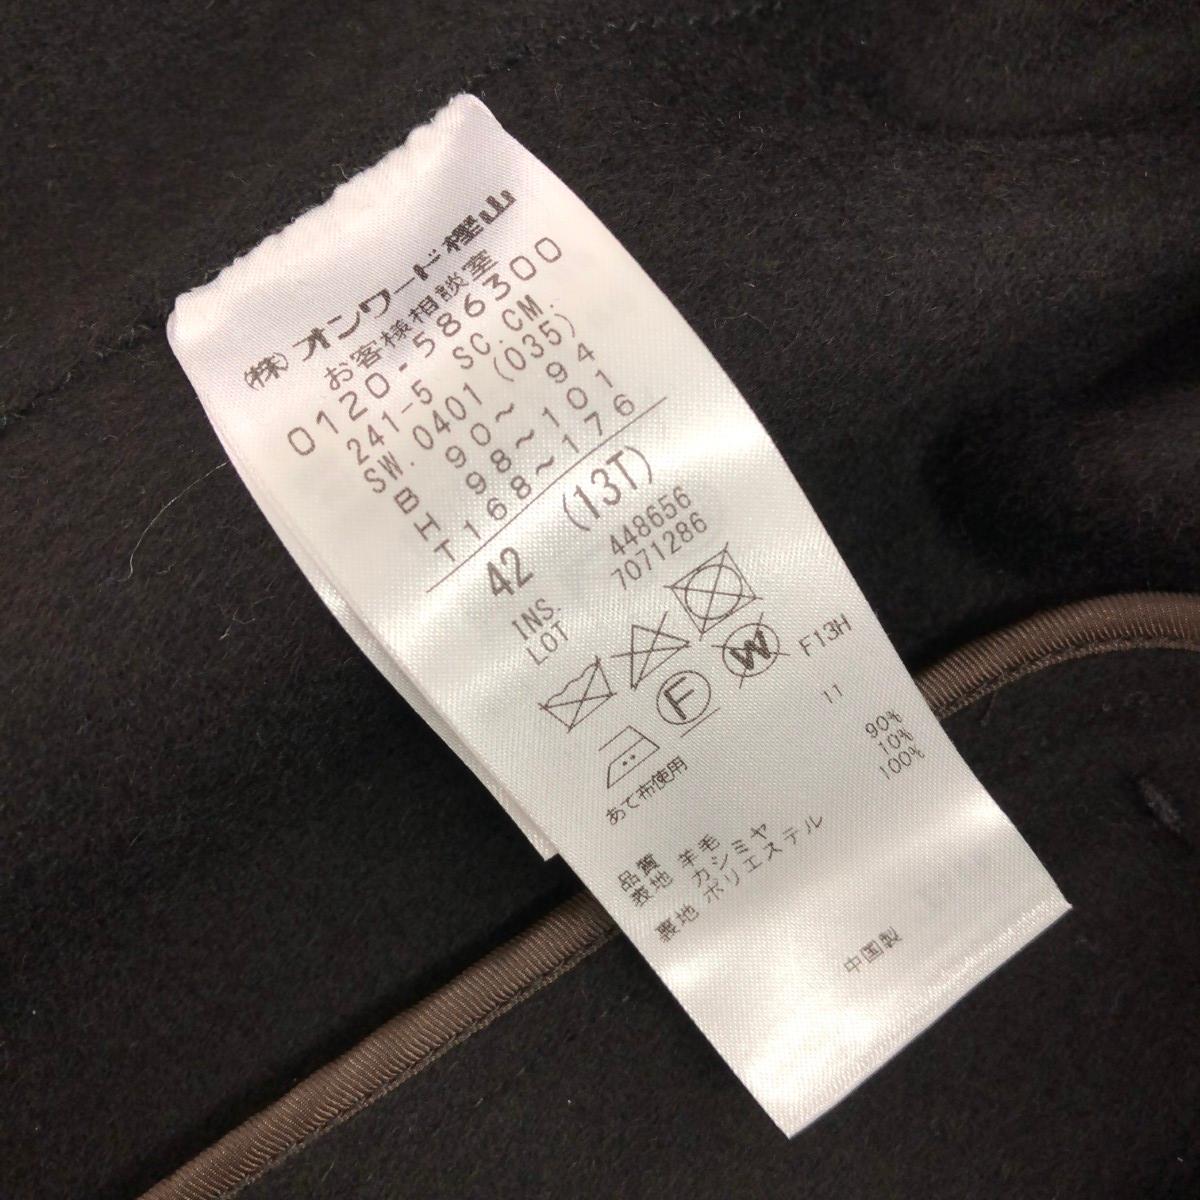 ㈱オンワード樫山
お客様相談室
0120-586300
241-5 SC.CM.
SW.0401 (035)
B 90～ 94
H 98～101
T 168～176
42 (13T)
INS. 448656
LOT 7071286
F W F13H
あて布使用
11
品質
表地 羊毛 90%
カシミヤ 10%
裏地 ポリエステル 100%
中国製